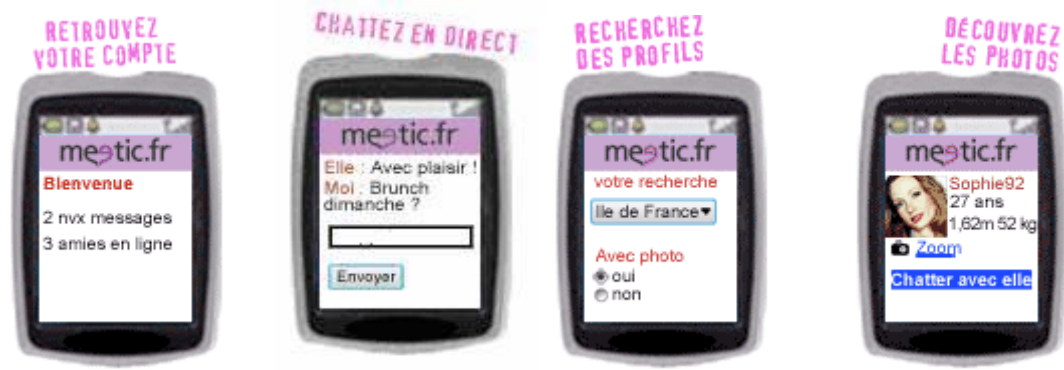 RETROUVEZ
VOTRE COMPTE
meetic.fr
Bienvenue
2 nvx messages
3 amies en ligne
CHATTEZ EN DIRECT
meetic.fr
Elle : Avec plaisir !
Moi : Brunch
dimanche ?
Envoyer
RECHERCHEZ
DES PROFILS
meetic.fr
votre recherche
Ile de France
Avec photo
oui
non
DÉCOUVREZ
LES PHOTOS
meetic.fr
Sophie92
27 ans
1,62m 52 kg
Zoom
Chatter avec elle